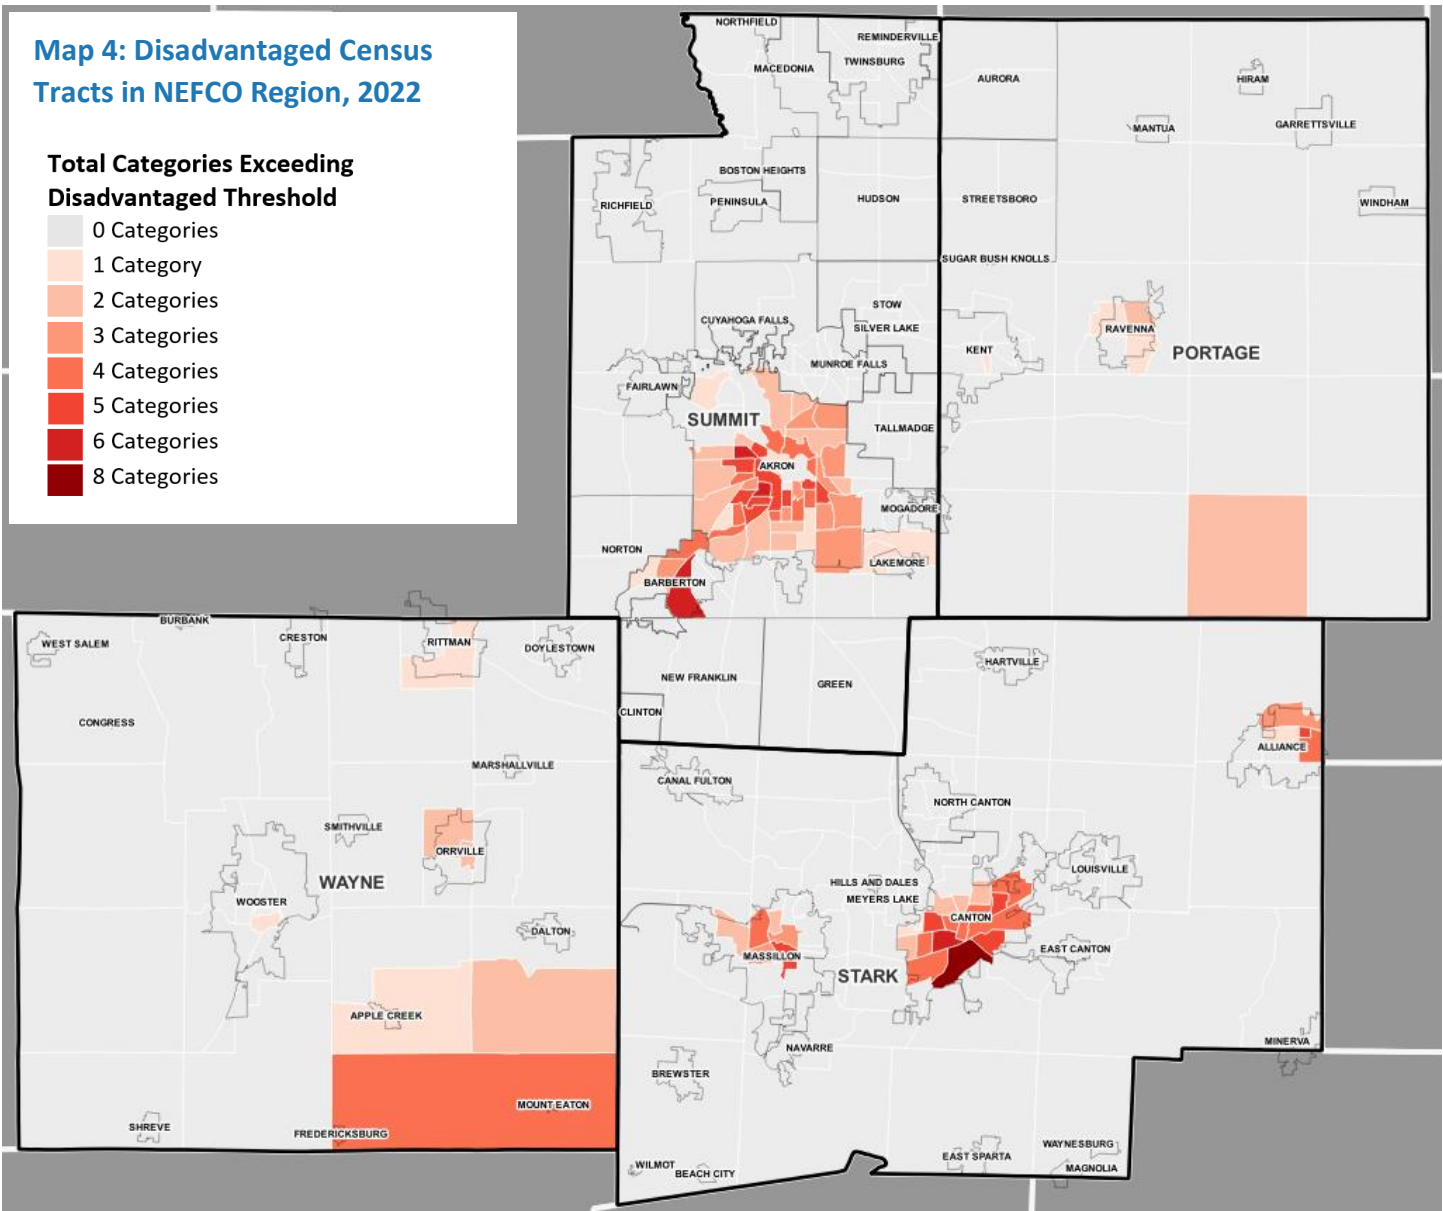 Map 4: Disadvantaged Census
Tracts in NEFCO Region, 2022
Total Categories Exceeding
Disadvantaged Threshold
0 Categories
1 Category
2 Categories
3 Categories
4 Categories
5 Categories
6 Categories
8 Categories
NORTHFIELD
REMINDERVILLE
MACEDONIA
TWINSBURG
AURORA
HIRAM
MANTUA
GARRETTSVILLE
BOSTON HEIGHTS
RICHFIELD
PENINSULA
HUDSON
STREETSBORO
WINDHAM
SUGAR BUSH KNOLLS
STOW
CUYAHOGA FALLS
SILVER LAKE
RAVENNA
KENT
PORTAGE
MUNROE FALLS
FAIRLAWN
SUMMIT
TALLMADGE
AKRON
MOGADORE
NORTON
LAKEMORE
BARBERTON
BURBANK
CRESTON
WEST SALEM
RITTMAN
DOYLESTOWN
HARTVILLE
NEW FRANKLIN
GREEN
CLINTON
CONGRESS
ALLIANCE
MARSHALLVILLE
CANAL FULTON
NORTH CANTON
SMITHVILLE
ORRVILLE
LOUISVILLE
WAYNE
HILLS AND DALES
MEYERS LAKE
WOOSTER
CANTON
DALTON
EAST CANTON
MASSILLON
STARK
APPLE CREEK
MINERVA
NAVARRE
BREWSTER
MOUNT EATON
SHREVE
FREDERICKSBURG
WAYNESBURG
EAST SPARTA
WILMOT
BEACH CITY
MAGNOLIA